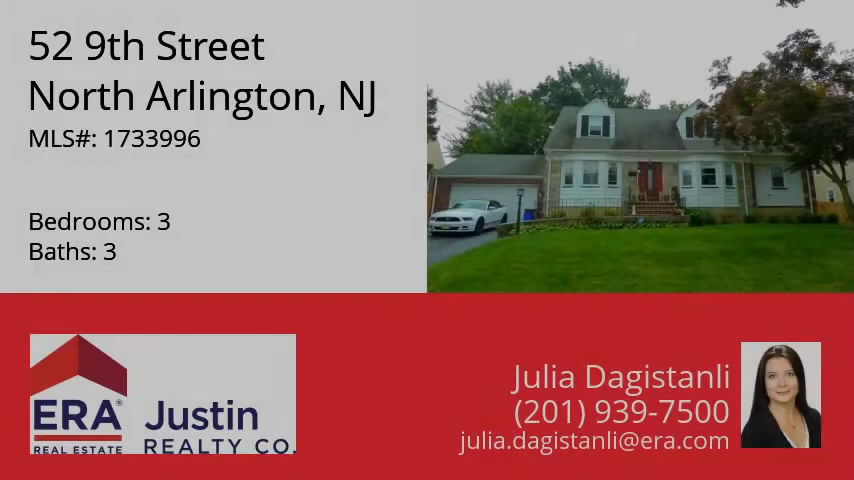 52 9th Street
North Arlington, NJ
MLS#: 1733996
Bedrooms: 3
Baths: 3
ERA®
REAL ESTATE
Justin
REALTY CO.
Julia Dagistanli
(201) 939-7500
julia.dagistanli@era.com